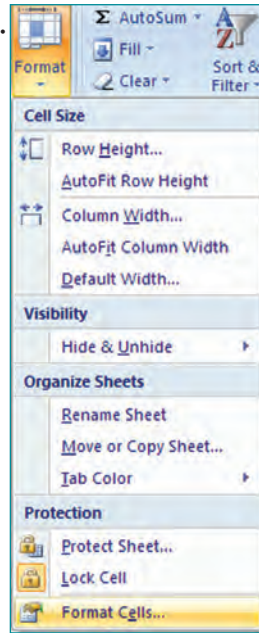 Σ AutoSum
Fill
Clear
Format
Sort &
Filter
Cell Size
Row Height...
AutoFit Row Height
Column Width...
AutoFit Column Width
Default Width...
Visibility
Hide & Unhide
Organize Sheets
Rename Sheet
Move or Copy Sheet...
Tab Color
Protection
Protect Sheet...
Lock Cell
Format Cells...